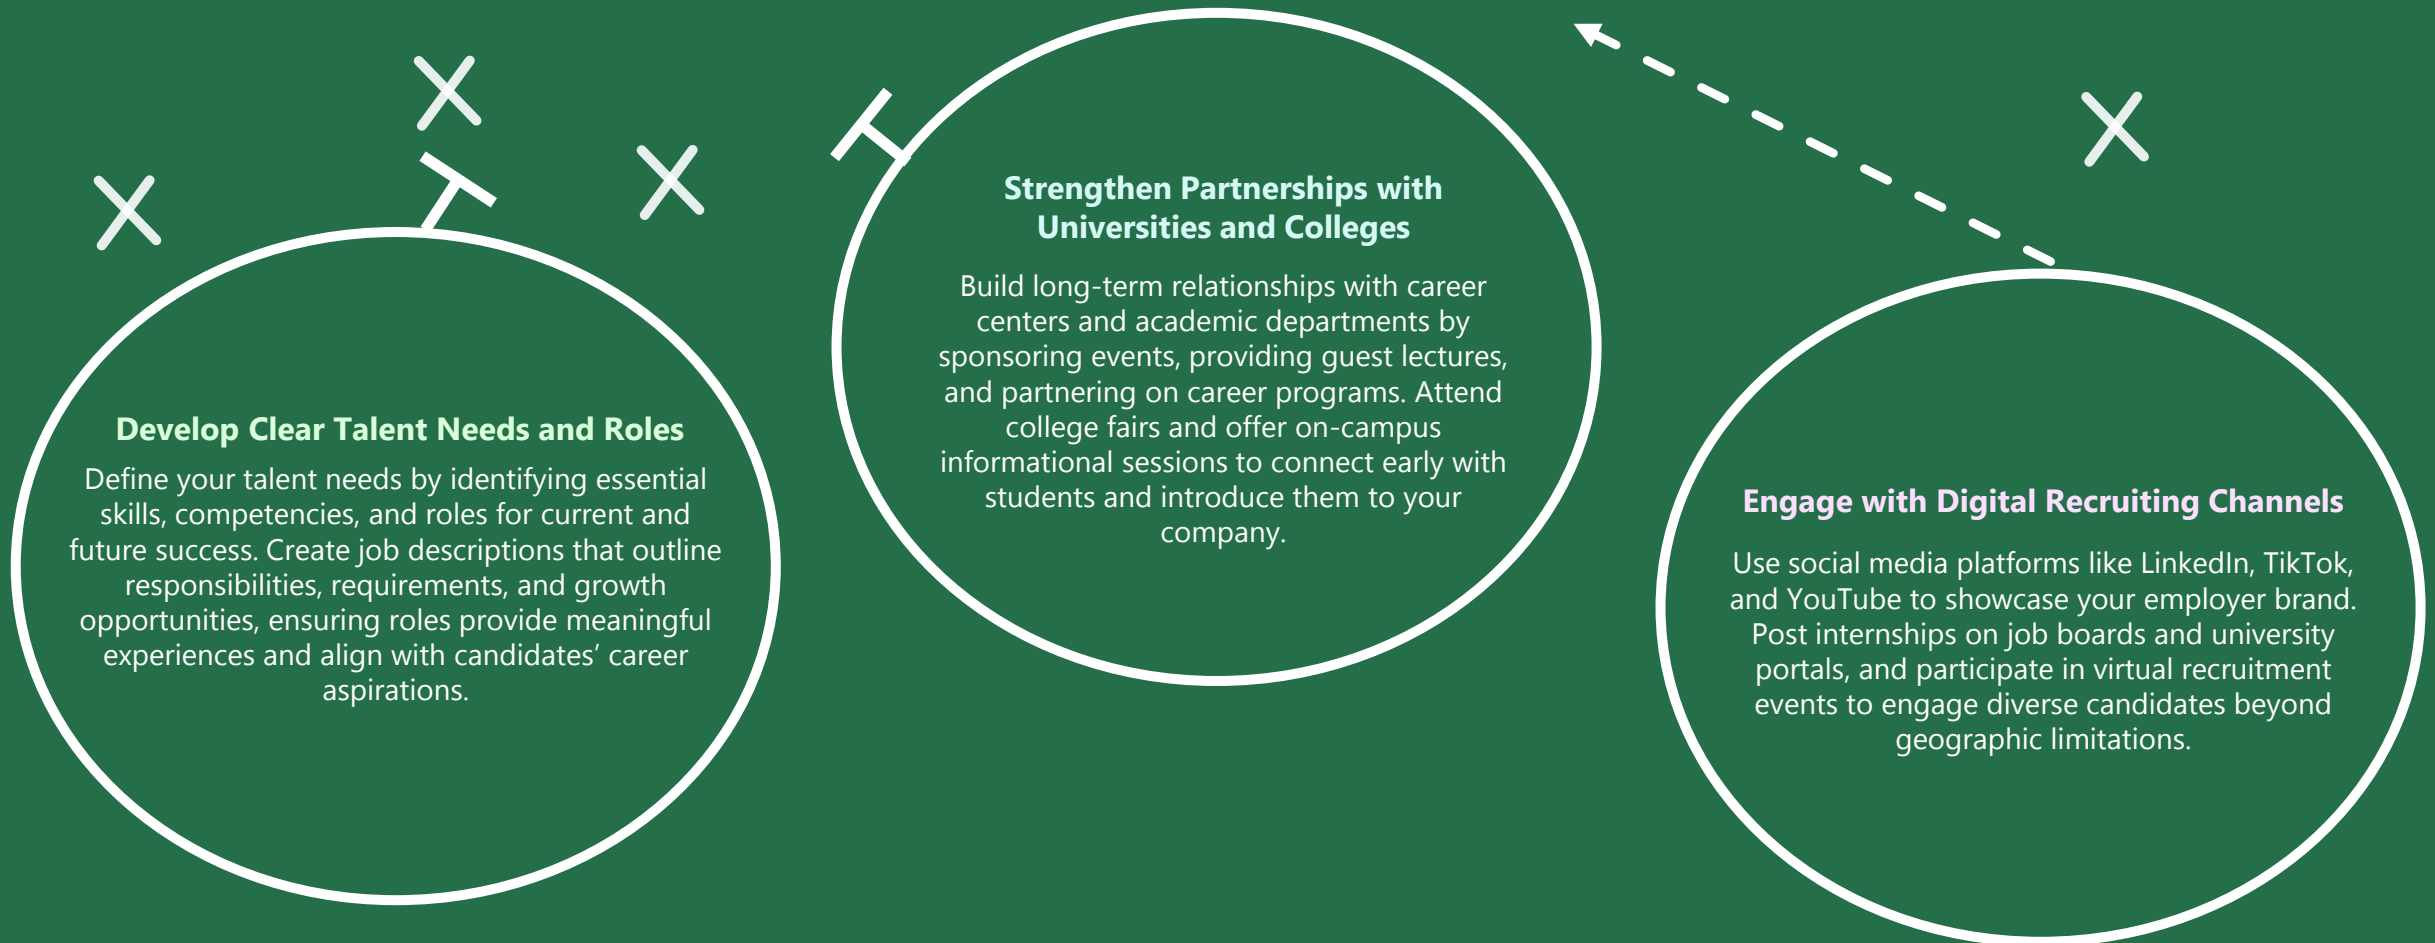 Develop Clear Talent Needs and Roles
Define your talent needs by identifying essential
skills, competencies, and roles for current and
future success. Create job descriptions that outline
responsibilities, requirements, and growth
opportunities, ensuring roles provide meaningful
experiences and align with candidates’ career
aspirations.
Strengthen Partnerships with
Universities and Colleges
Build long-term relationships with career
centers and academic departments by
sponsoring events, providing guest lectures,
and partnering on career programs. Attend
college fairs and offer on-campus
informational sessions to connect early with
students and introduce them to your
company.
Engage with Digital Recruiting Channels
Use social media platforms like LinkedIn, TikTok,
and YouTube to showcase your employer brand.
Post internships on job boards and university
portals, and participate in virtual recruitment
events to engage diverse candidates beyond
geographic limitations.